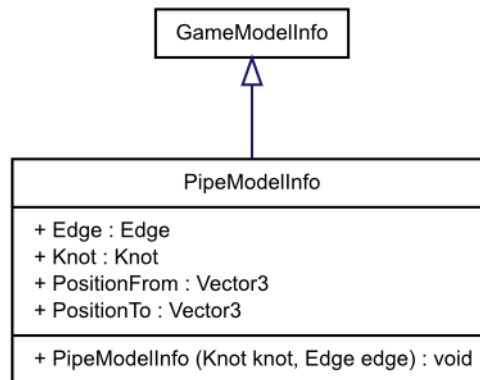 GameModelInfo
PipeModelInfo
+ Edge : Edge
+ Knot : Knot
+ PositionFrom : Vector3
+ PositionTo : Vector3
+ PipeModelInfo (Knot knot, Edge edge) : void